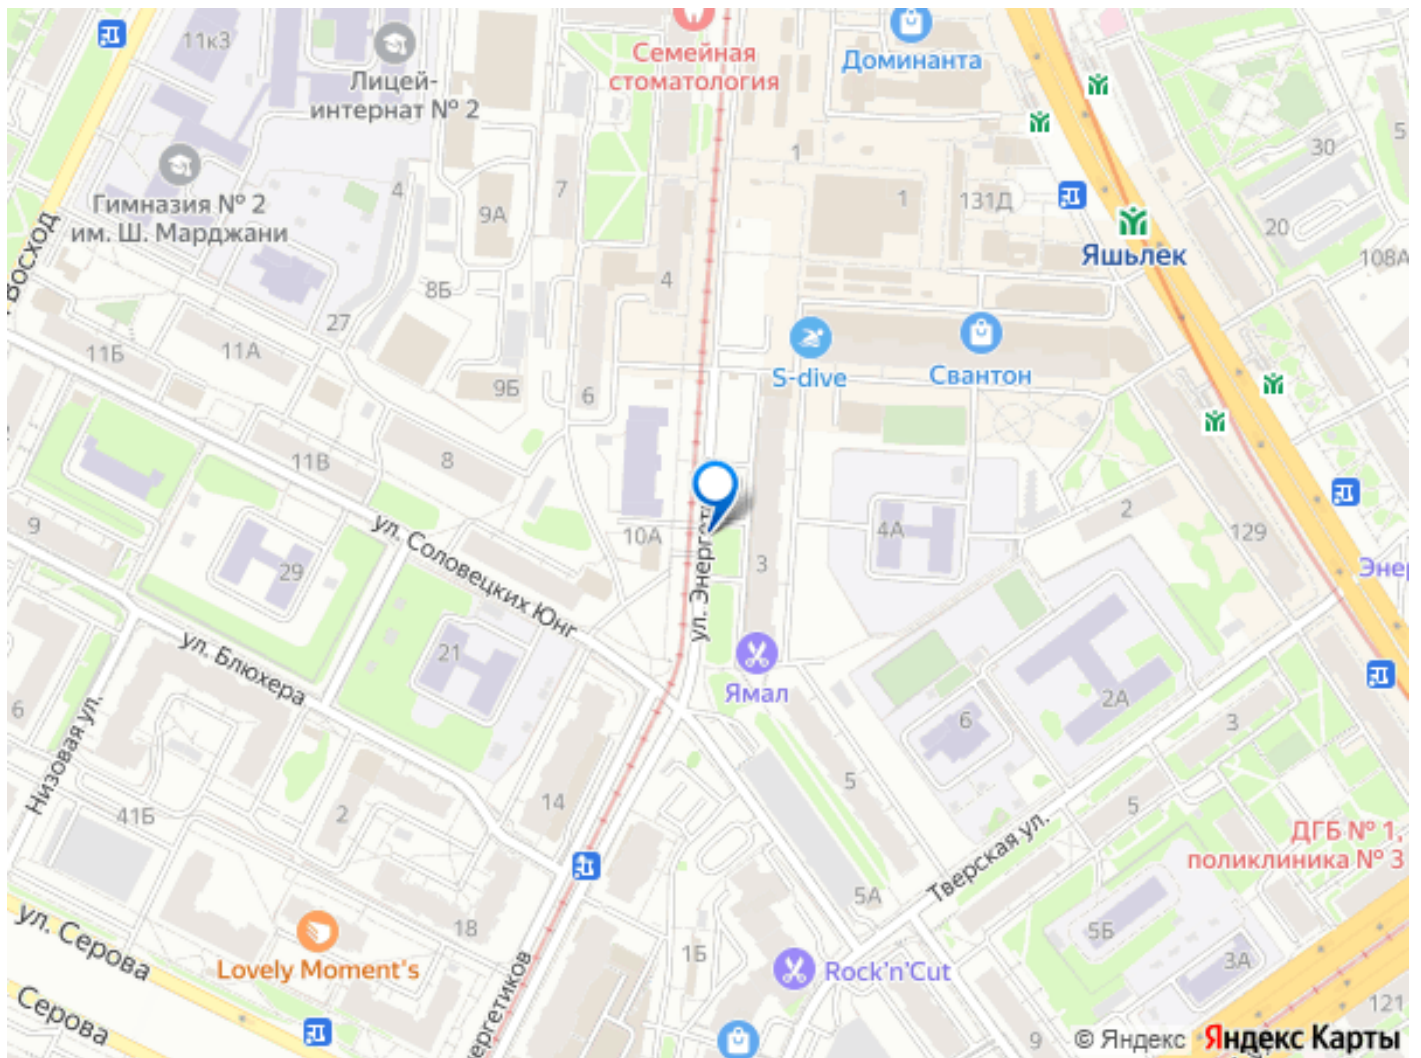 11к3
Лицей-
интернат № 2
Семейная
стоматология
Доминанта
Гимназия № 2
им. Ш. Марджани
4
9А
7
1
1
131Д
30
5
20
108А
Яшьлек
ВОСХОД
8Б
27
4
11Б
11А
9Б
6
S-dive
Свантон
11В
8
9
29
ул. Соловецких Юнг
10А
ул. Энергет
3
4А
2
129
Энер
21
ул. Блюхера
Низовая ул.
6
Ямал
6
2А
3
41Б
2
14
5
5
Тверская ул.
ДГБ № 1,
поликлиника № 3
5А
18
ул. Серова
Lovely Moment's
ергетиков
1Б
Rock'n'Cut
5Б
3А
121
Серова
9
© Яндекс Яндекс Карты